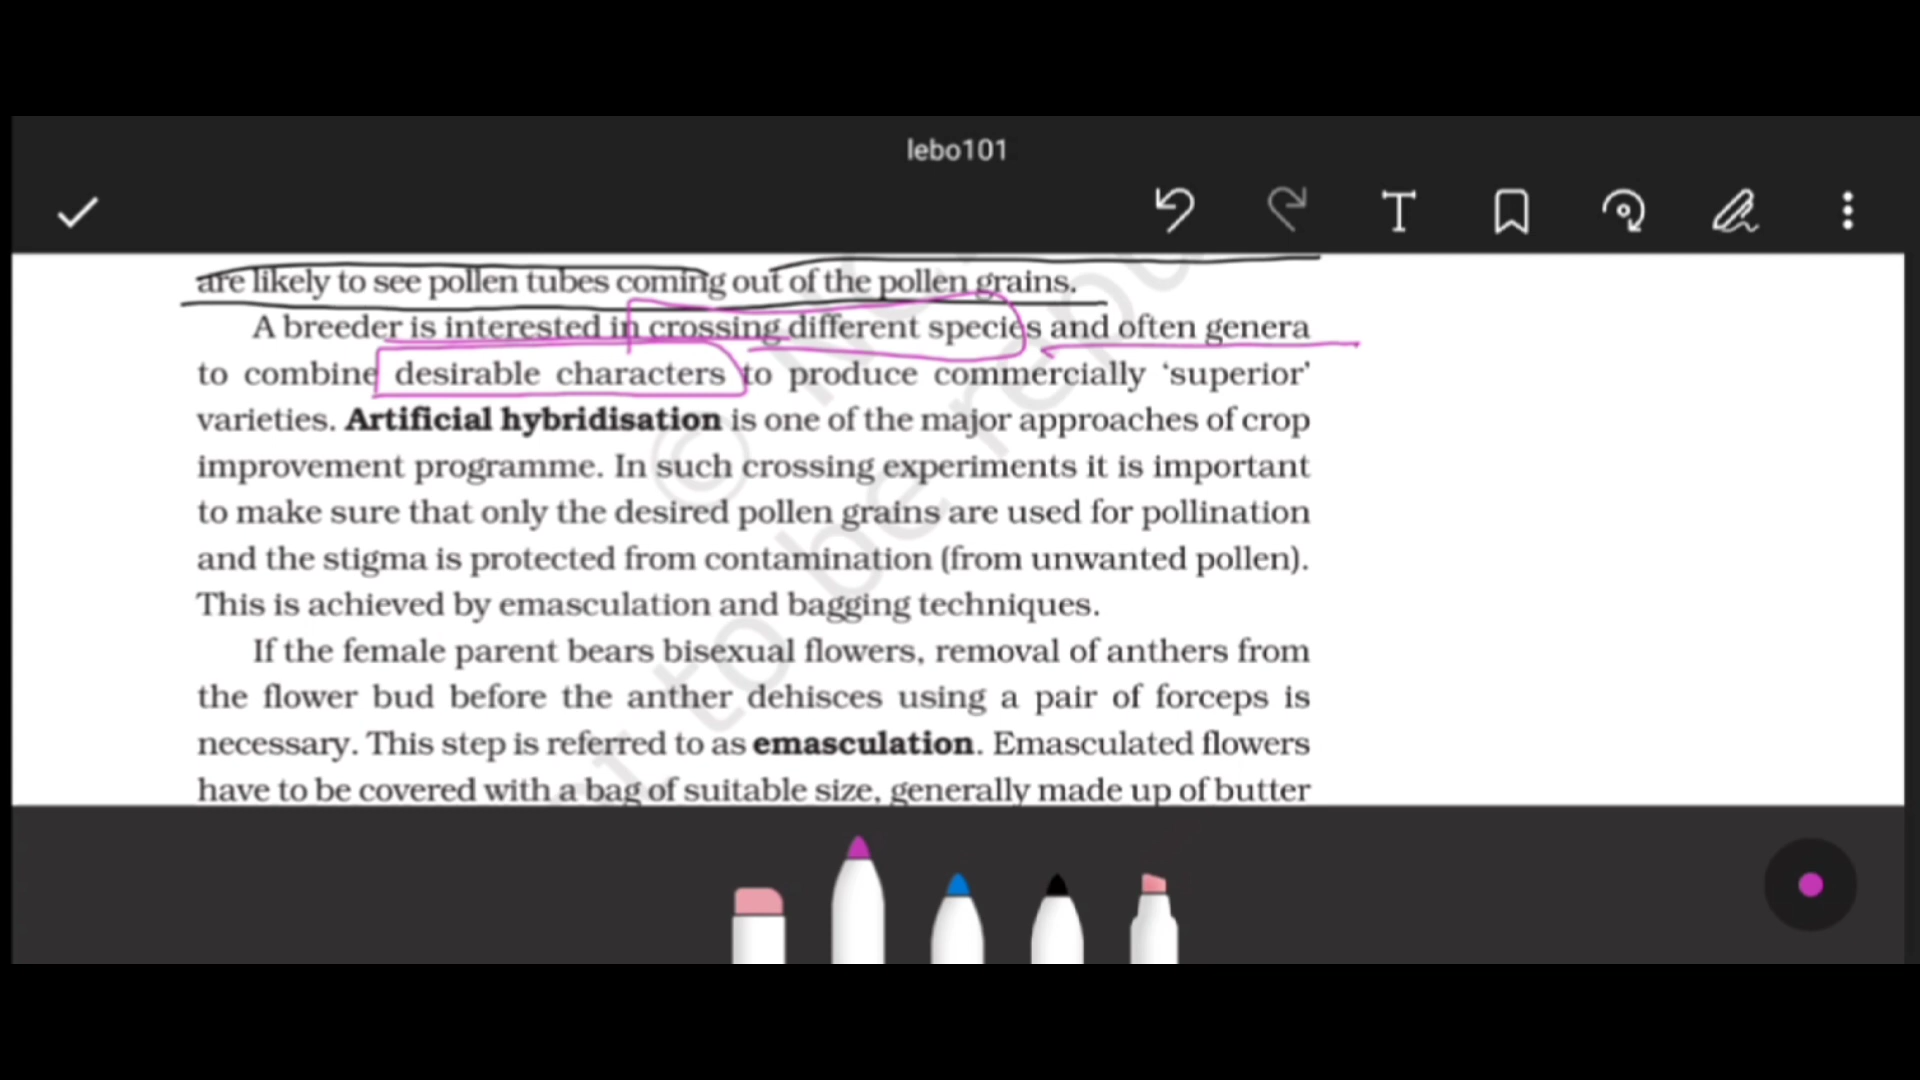 lebo101
T
are likely to see pollen tubes coming out of the pollen grains.
A breeder is interested in crossing different species and often genera
to combine desirable characters to produce commercially ‘superior’
varieties. Artificial hybridisation is one of the major approaches of crop
improvement programme. In such crossing experiments it is important
to make sure that only the desired pollen grains are used for pollination
and the stigma is protected from contamination (from unwanted pollen).
This is achieved by emasculation and bagging techniques.
If the female parent bears bisexual flowers, removal of anthers from
the flower bud before the anther dehisces using a pair of forceps is
necessary. This step is referred to as emasculation. Emasculated flowers
have to be covered with a bag of suitable size, generally made up of butter
© 
to be repu